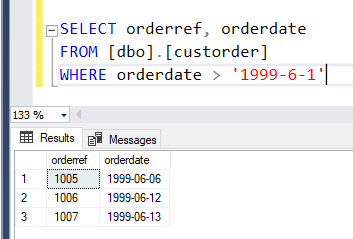 SELECT orderref, orderdate
FROM [dbo].[custorder]
WHERE orderdate > '1999-6-1'
133 %
Results Messages
orderref orderdate
1 1005 1999-06-06
2 1006 1999-06-12
3 1007 1999-06-13